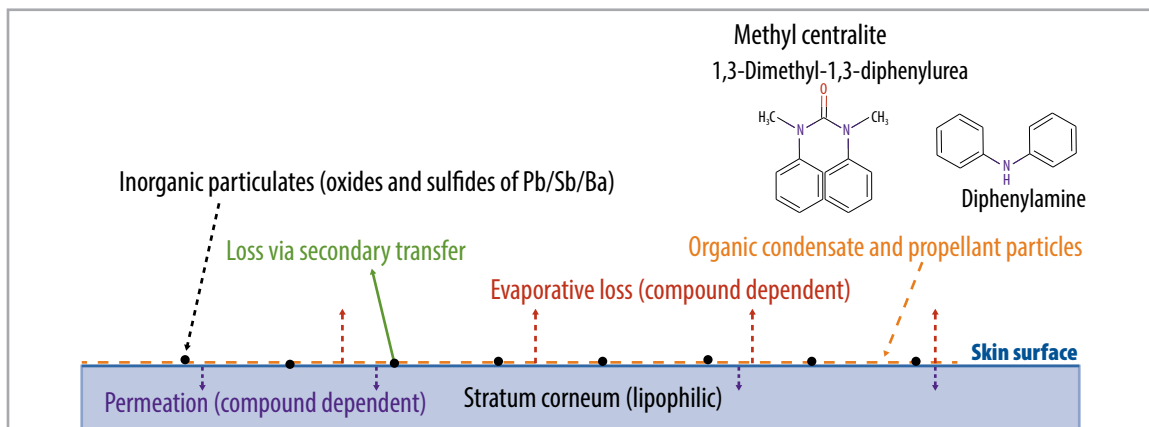 Methyl centralite
1,3-Dimethyl-1,3-diphenylurea
O
H₃C
N
N
CH₃
N
H
Diphenylamine
Inorganic particulates (oxides and sulfides of Pb/Sb/Ba)
Loss via secondary transfer
Organic condensate and propellant particles
Evaporative loss (compound dependent)
Skin surface
Permeation (compound dependent)
Stratum corneum (lipophilic)